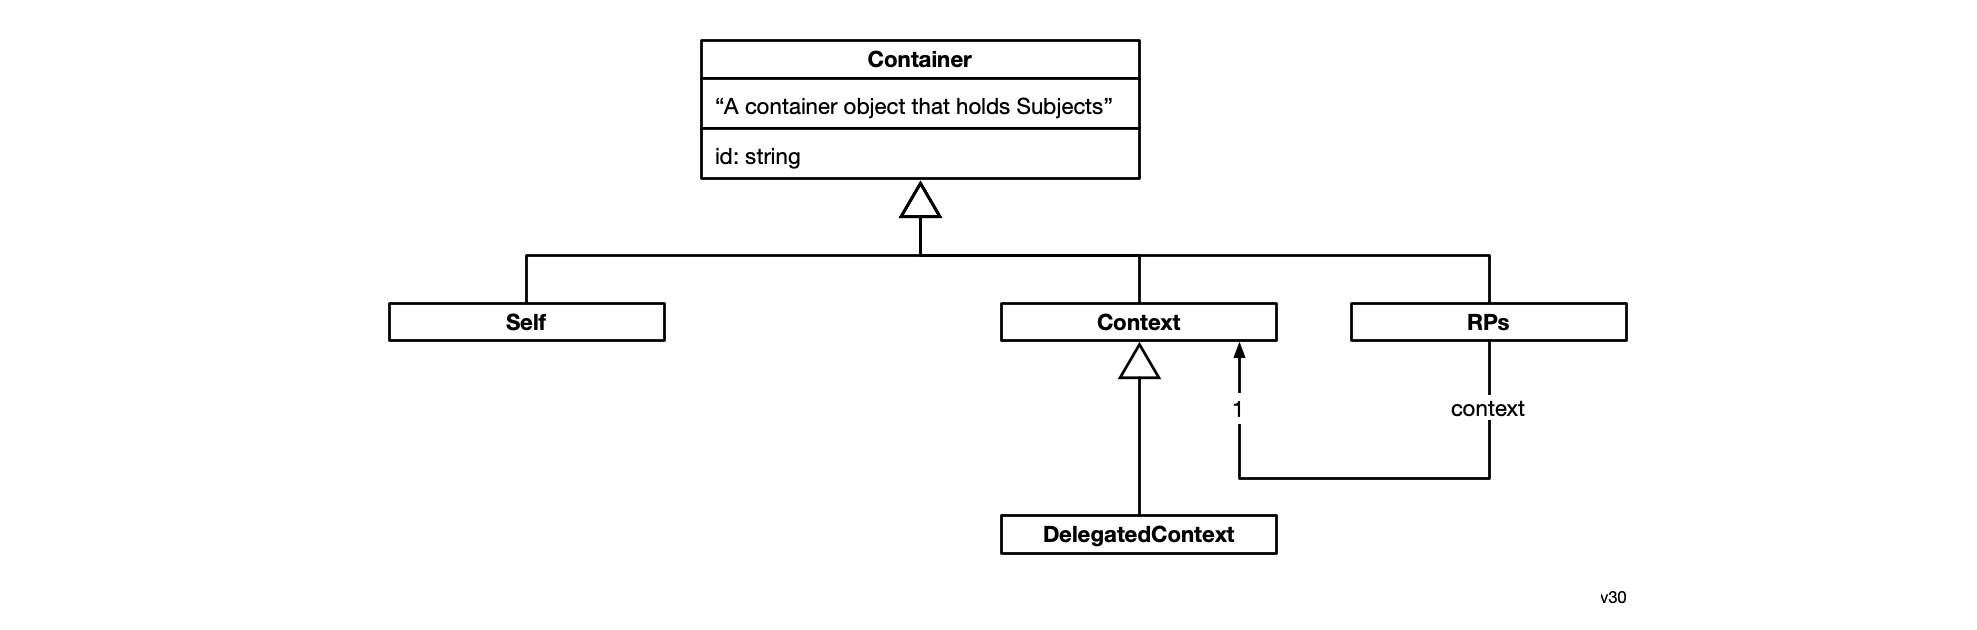 Container
“A container object that holds Subjects”
id: string
Self
Context
RPs
1
context
DelegatedContext
v30